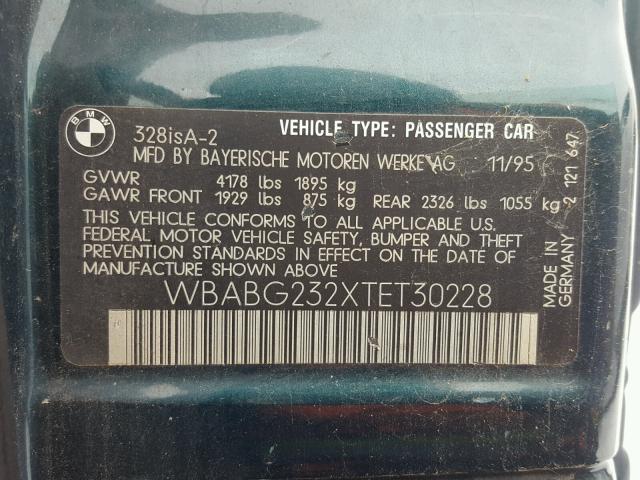 BMW
328isA-2
VEHICLE TYPE: PASSENGER CAR
MFD BY BAYERISCHE MOTOREN WERKE AG 11/95
GVWR 4178 lbs 1895 kg
GAWR FRONT 1929 lbs 875 kg REAR 2326 lbs 1055 kg
THIS VEHICLE CONFORMS TO ALL APPLICABLE U.S.
FEDERAL MOTOR VEHICLE SAFETY, BUMPER AND THEFT
PREVENTION STANDARDS IN EFFECT ON THE DATE OF
MANUFACTURE SHOWN ABOVE
WBABG232XTET30228
MADE IN
GERMANY
2 121 647